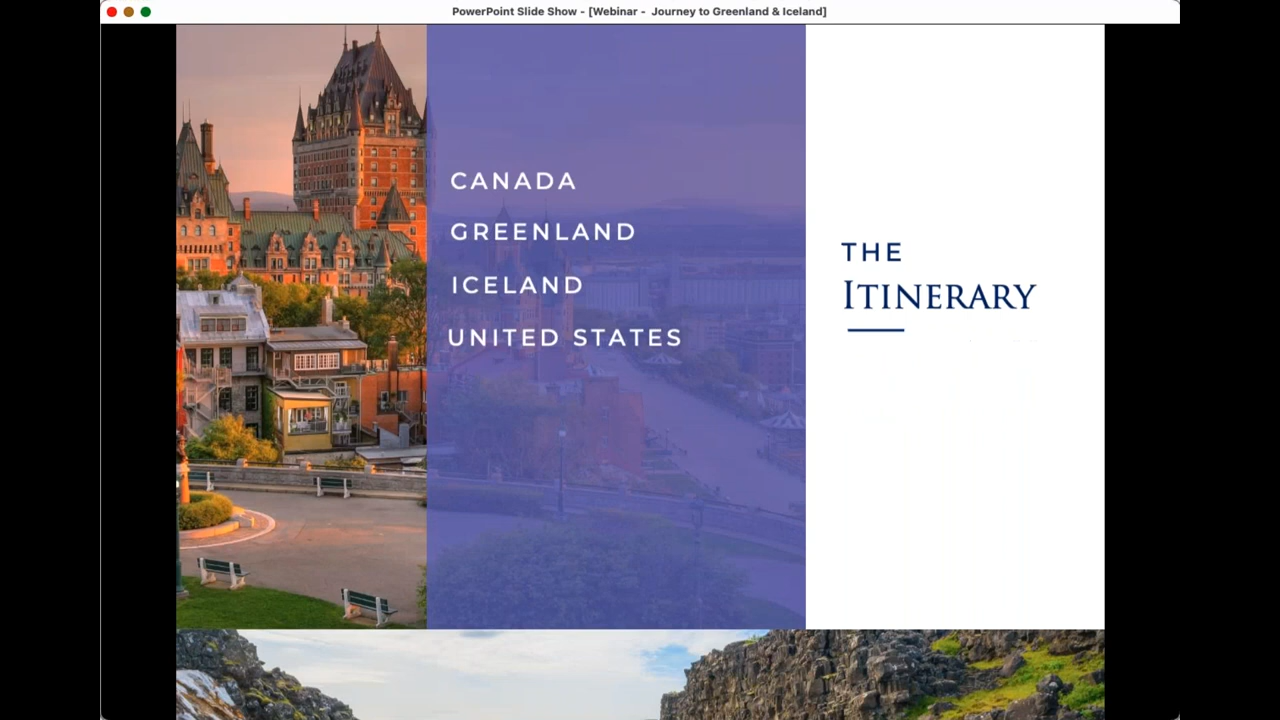 PowerPoint Slide Show - [Webinar -  Journey to Greenland & Iceland]
CANADA
GREENLAND
ICELAND
UNITED STATES
THE
ITINERARY